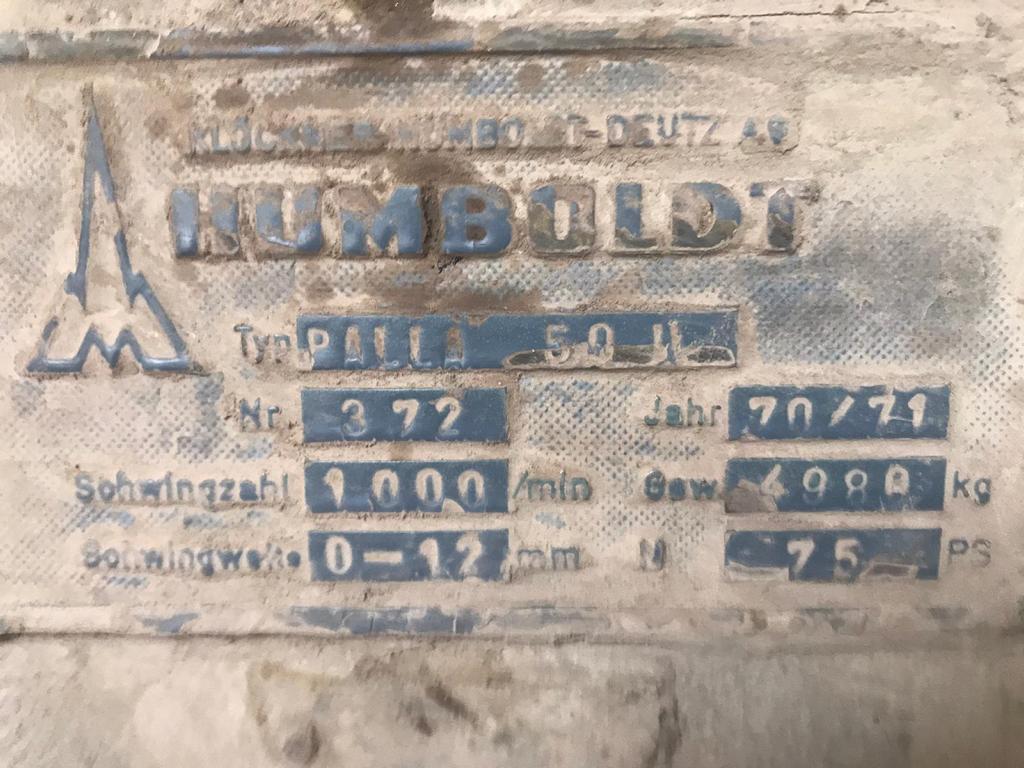 KLÖCKNER-HUMBOLDT-DEUTZ AG
HUMBOLDT
Typ PALLA 50 U
Nr. 372 Jahr 70/71
Schwingzahl 1000 /min Gew. 4980 kg
Schwingweite 0-12 mm N 75 PS